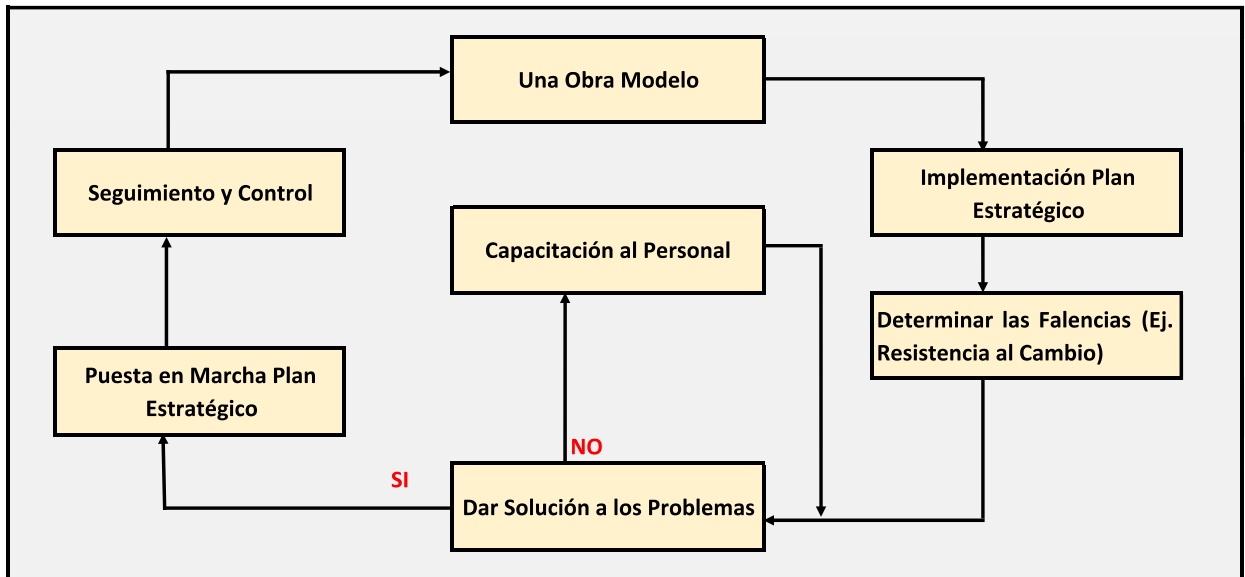 Una Obra Modelo
Seguimiento y Control
Implementación Plan
Estratégico
Capacitación al Personal
Determinar las Falencias (Ej.
Resistencia al Cambio)
Puesta en Marcha Plan
Estratégico
NO
SI
Dar Solución a los Problemas